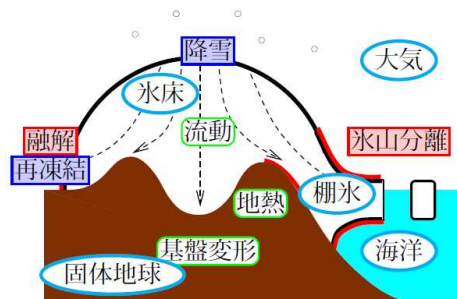 降雪
大気
氷床
流動
融解
氷山分離
再凍結
棚氷
地熱
基盤変形
海洋
固体地球